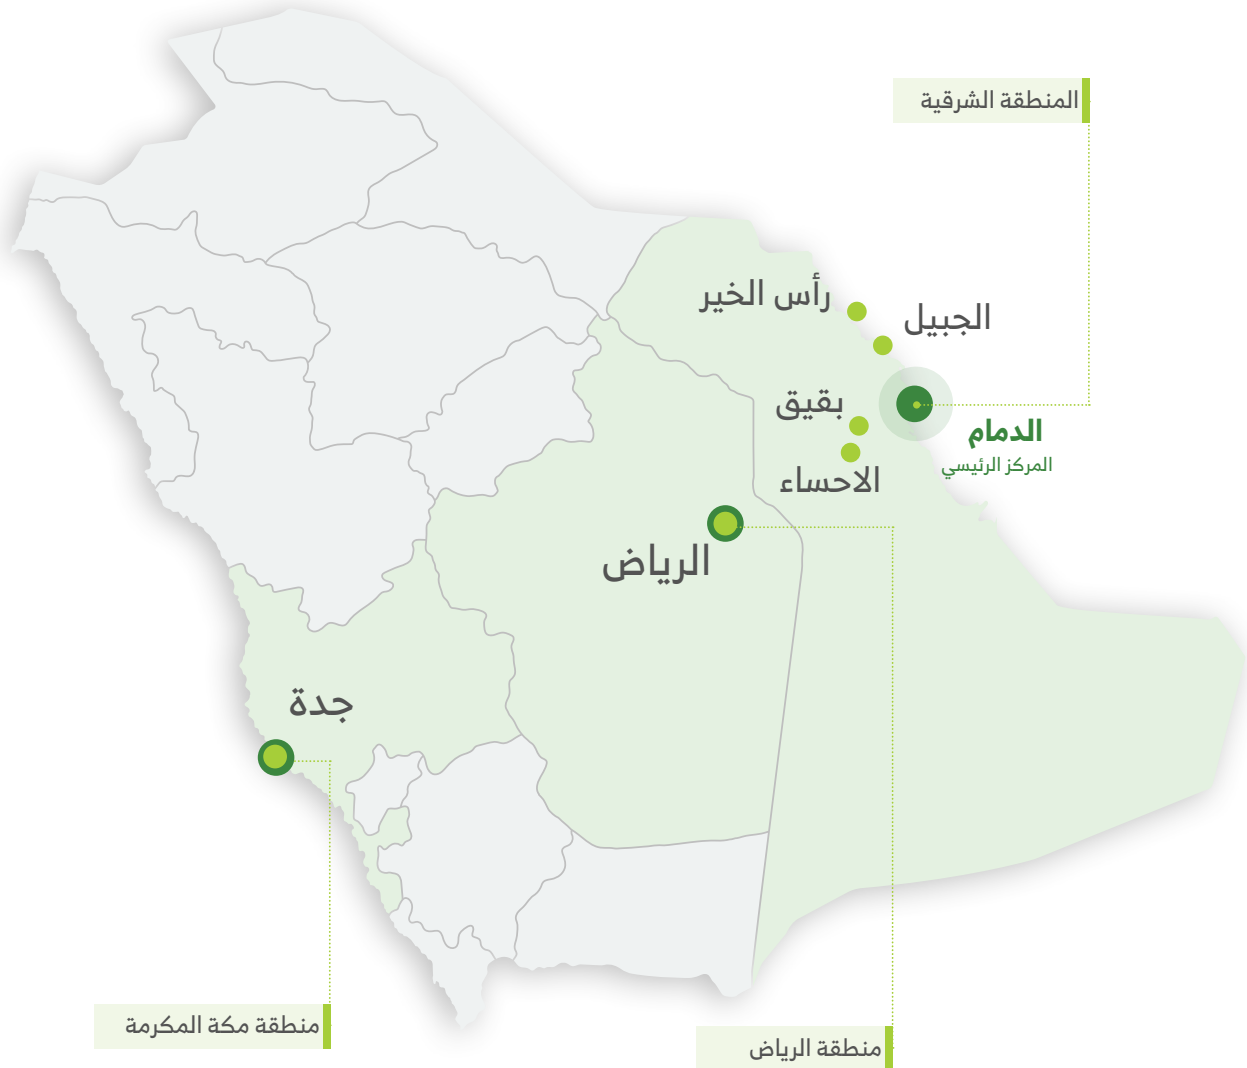 المنطقة الشرقية
رأس الخير
الجبيل
بقيق
الدمام
المركز الرئيسي
الاحساء
الرياض
جدة
منطقة مكة المكرمة
منطقة الرياض